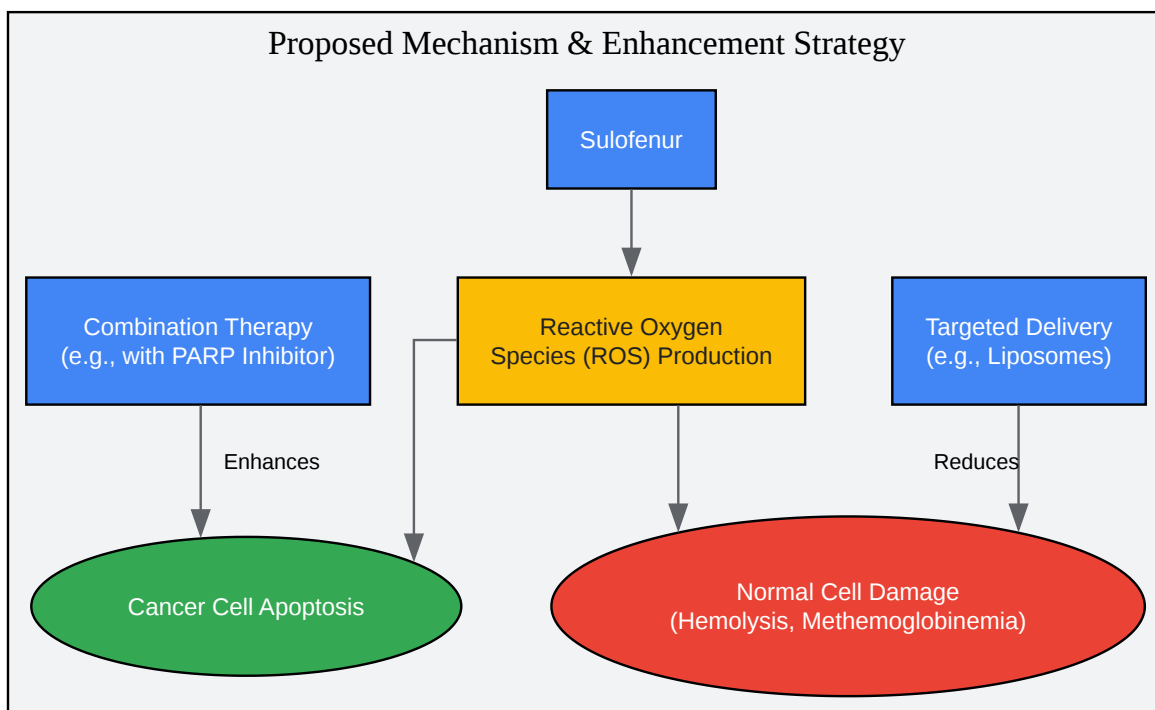 Proposed Mechanism & Enhancement Strategy
Sulofenur
Combination Therapy
(e.g., with PARP Inhibitor)
Reactive Oxygen
Species (ROS) Production
Targeted Delivery
(e.g., Liposomes)
Enhances
Reduces
Cancer Cell Apoptosis
Normal Cell Damage
(Hemolysis, Methemoglobinemia)